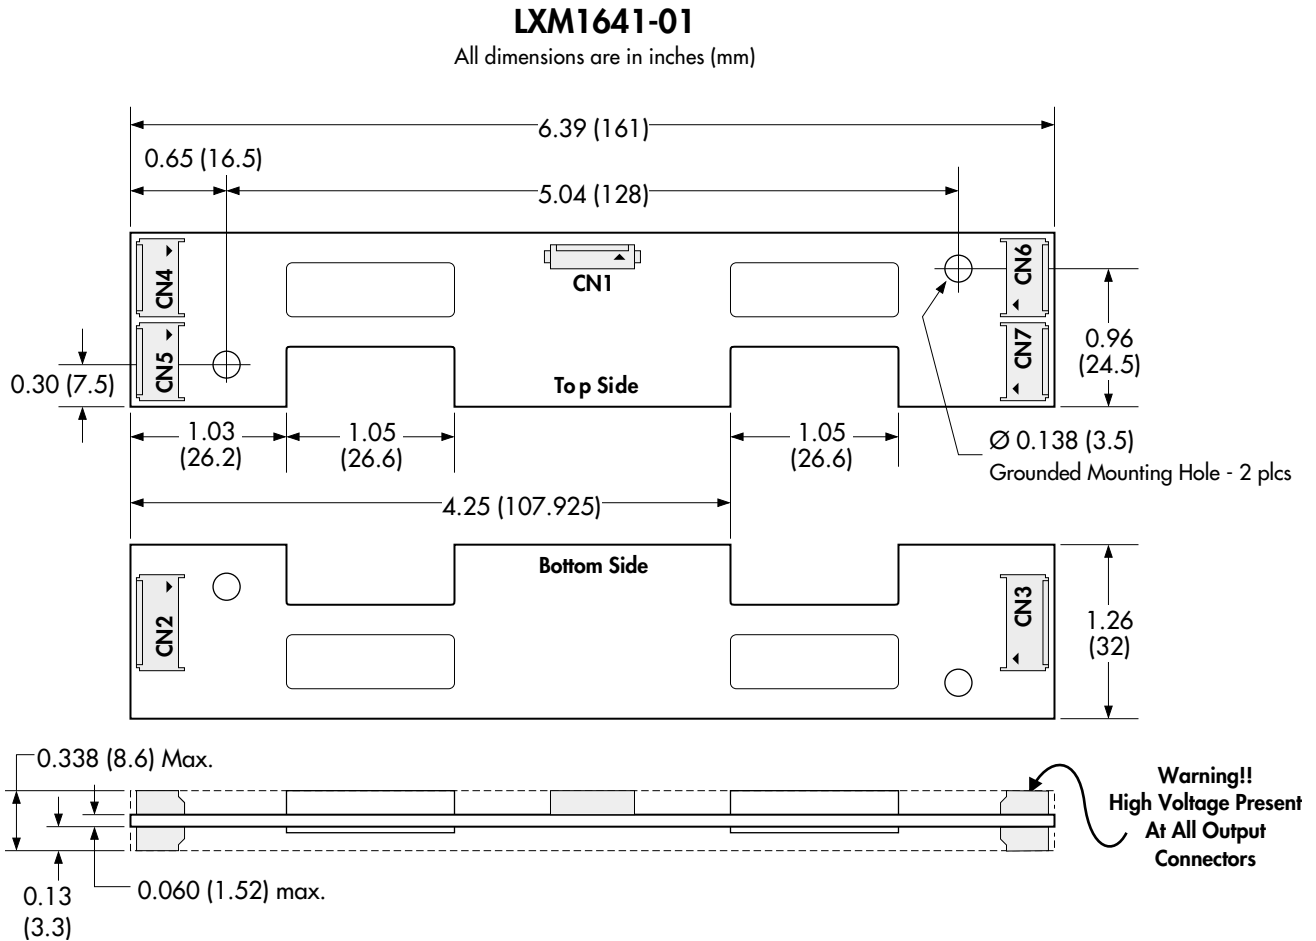 LXM1641-01
All dimensions are in inches (mm)
6.39 (161)
0.65 (16.5)
5.04 (128)
CN4
CN1
CN6
CN5
CN7
0.96
(24.5)
0.30 (7.5)
Top Side
1.03
(26.2)
1.05
(26.6)
1.05
(26.6)
Ø 0.138 (3.5)
Grounded Mounting Hole - 2 plcs
4.25 (107.925)
Bottom Side
CN2
CN3
1.26
(32)
0.338 (8.6) Max.
Warning!!
High Voltage Present
At All Output
Connectors
0.13
(3.3)
0.060 (1.52) max.